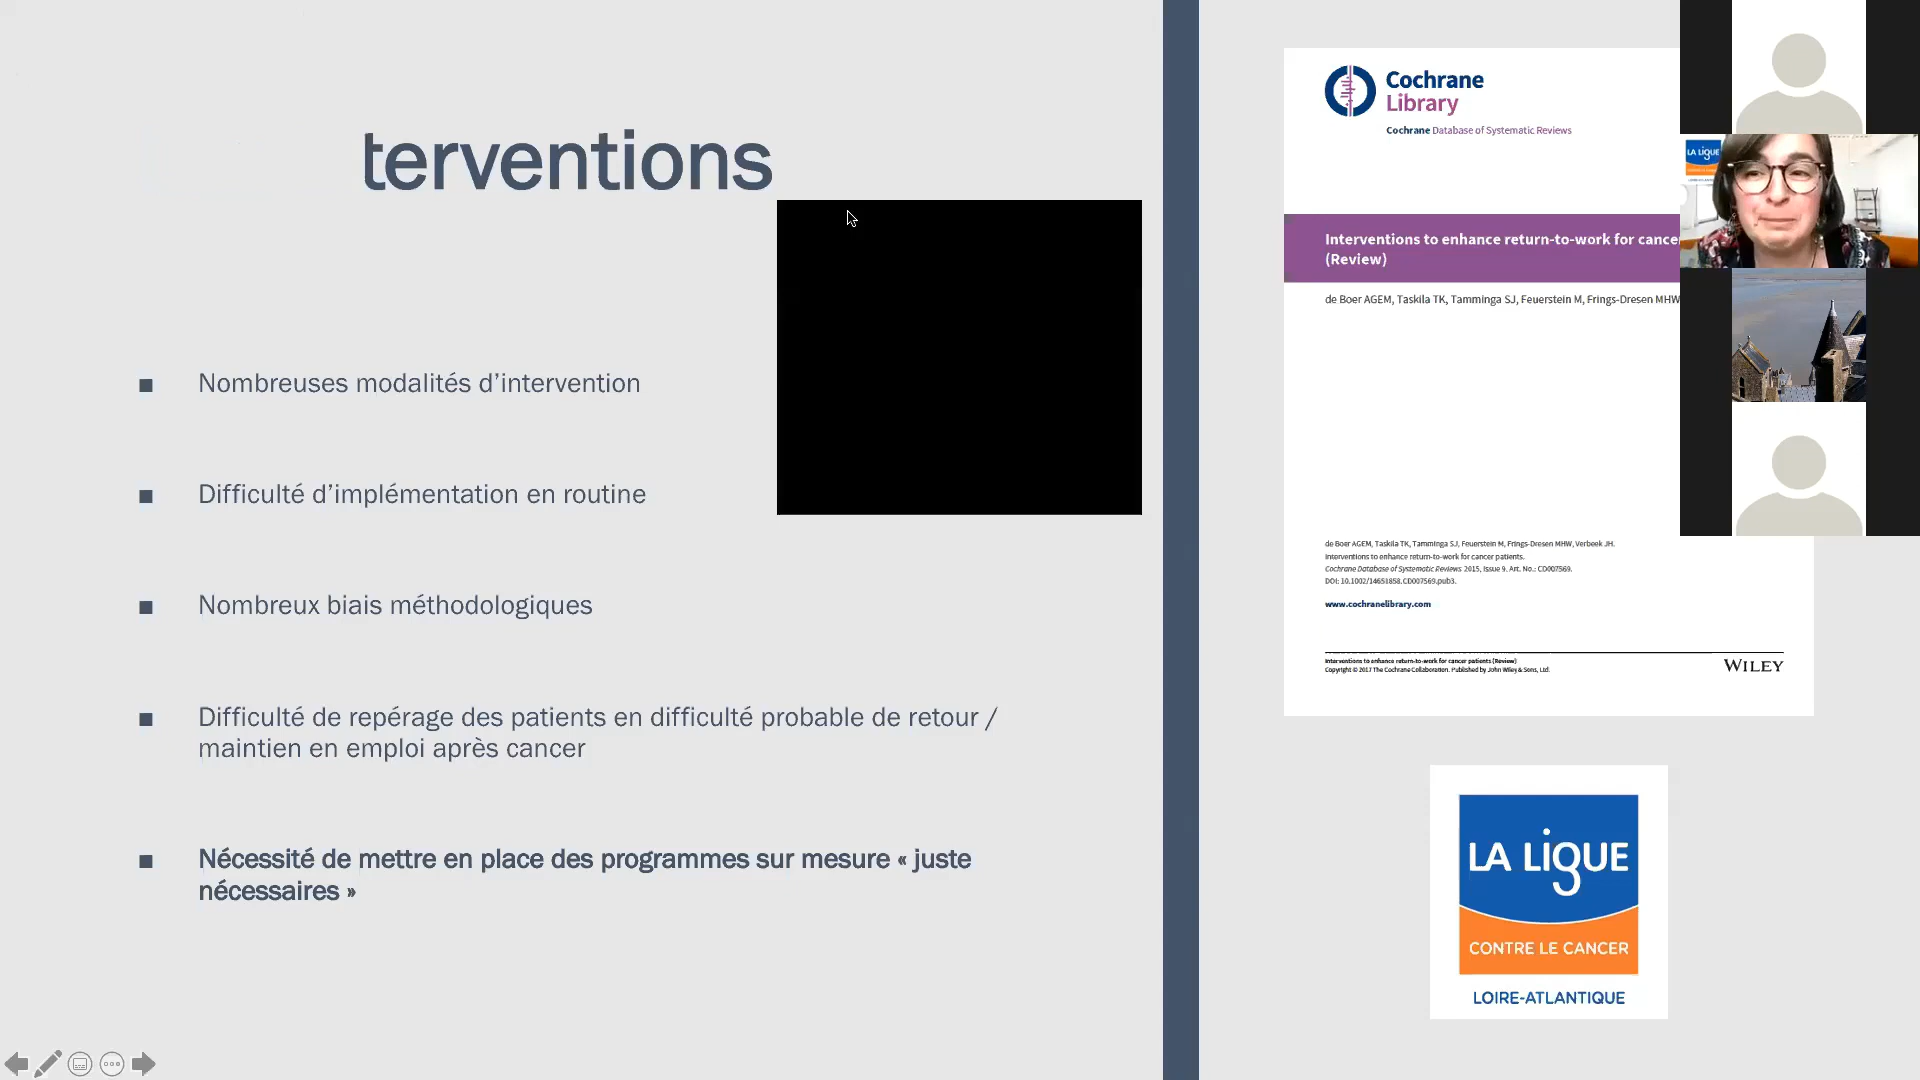 terventions
■ Nombreuses modalités d’intervention
■ Difficulté d’implémentation en routine
■ Nombreux biais méthodologiques
■ Difficulté de repérage des patients en difficulté probable de retour /
maintien en emploi après cancer
■ Nécessité de mettre en place des programmes sur mesure « juste
nécessaires »
Cochrane
Library
Cochrane Database of Systematic Reviews
Interventions to enhance return-to-work for cancer
(Review)
de Boer AGEM, Taskila TK, Tamminga SJ, Feuerstein M, Frings-Dresen MHW
de Boer AGEM, Taskila TK, Tamminga SJ, Feuerstein M, Frings-Dresen MHW, Verbeek JH.
Interventions to enhance return-to-work for cancer patients.
Cochrane Database of Systematic Reviews 2015, Issue 9. Art. No.: CD007569.
DOI: 10.1002/14651858.CD007569.pub3.
www.cochranelibrary.com
Interventions to enhance return-to-work for cancer patients (Review)
Copyright © 2017 The Cochrane Collaboration. Published by John Wiley & Sons, Ltd.
WILEY
LA LIGUE
LA LIGUE
CONTRE LE CANCER
LOIRE-ATLANTIQUE